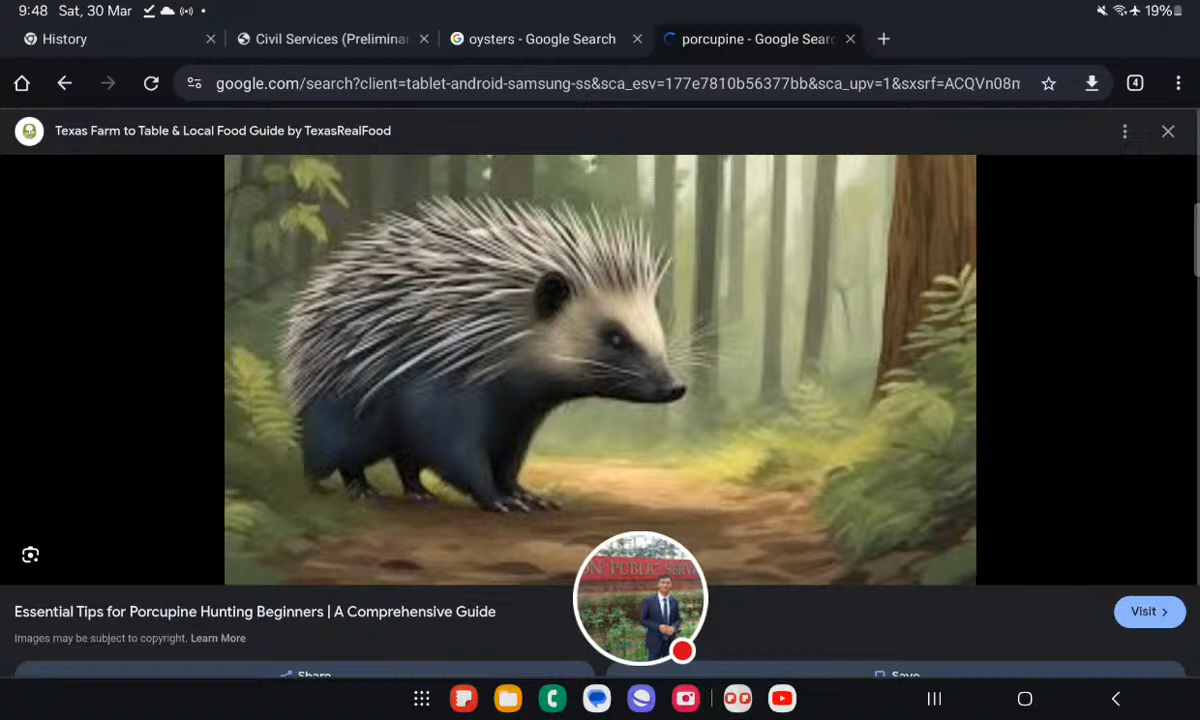 9:48 Sat, 30 Mar
19%
History
Civil Services (Prelimina
oysters - Google Search
porcupine - Google Searc
google.com/search?client=tablet-android-samsung-ss&sca_esv=177e7810b56377bb&sca_upv=1&sxsrf=ACQVn08n
4
Texas Farm to Table & Local Food Guide by TexasRealFood
ON PUBLIC SERV
Essential Tips for Porcupine Hunting Beginners | A Comprehensive Guide
Visit
Images may be subject to copyright. Learn More
Share
Save